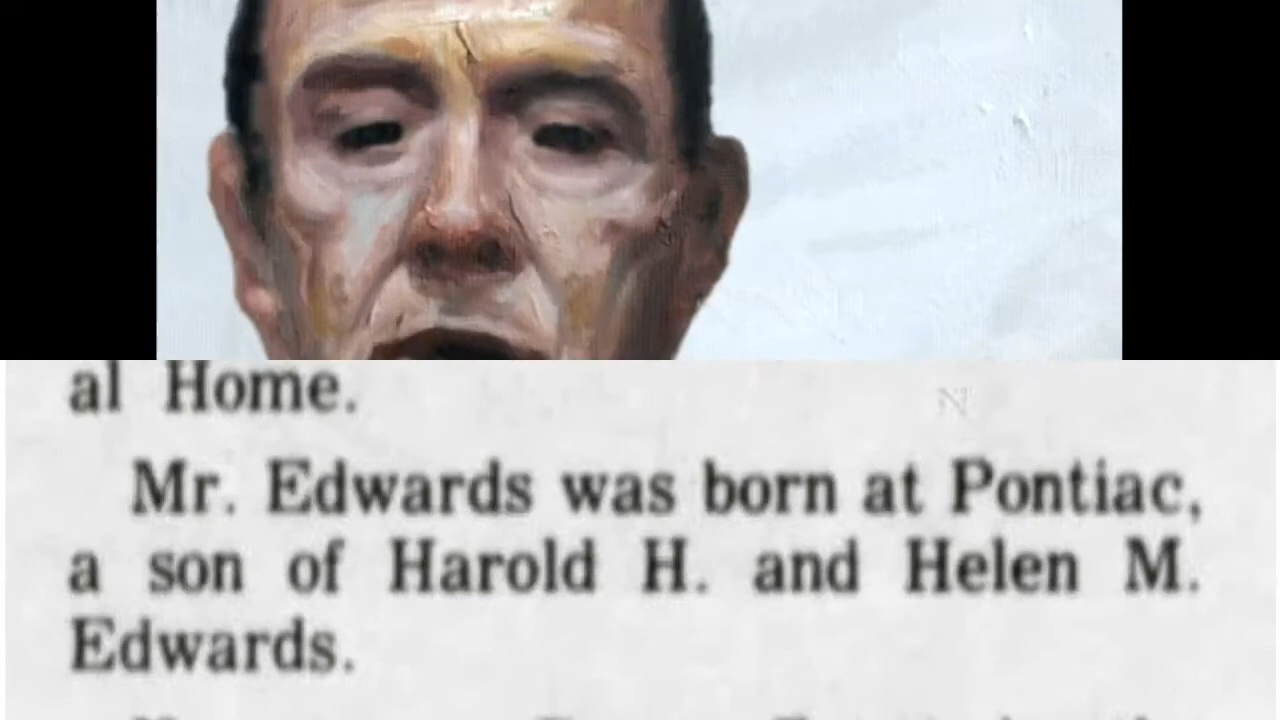 al Home.
Mr. Edwards was born at Pontiac,
a son of Harold H. and Helen M.
Edwards.